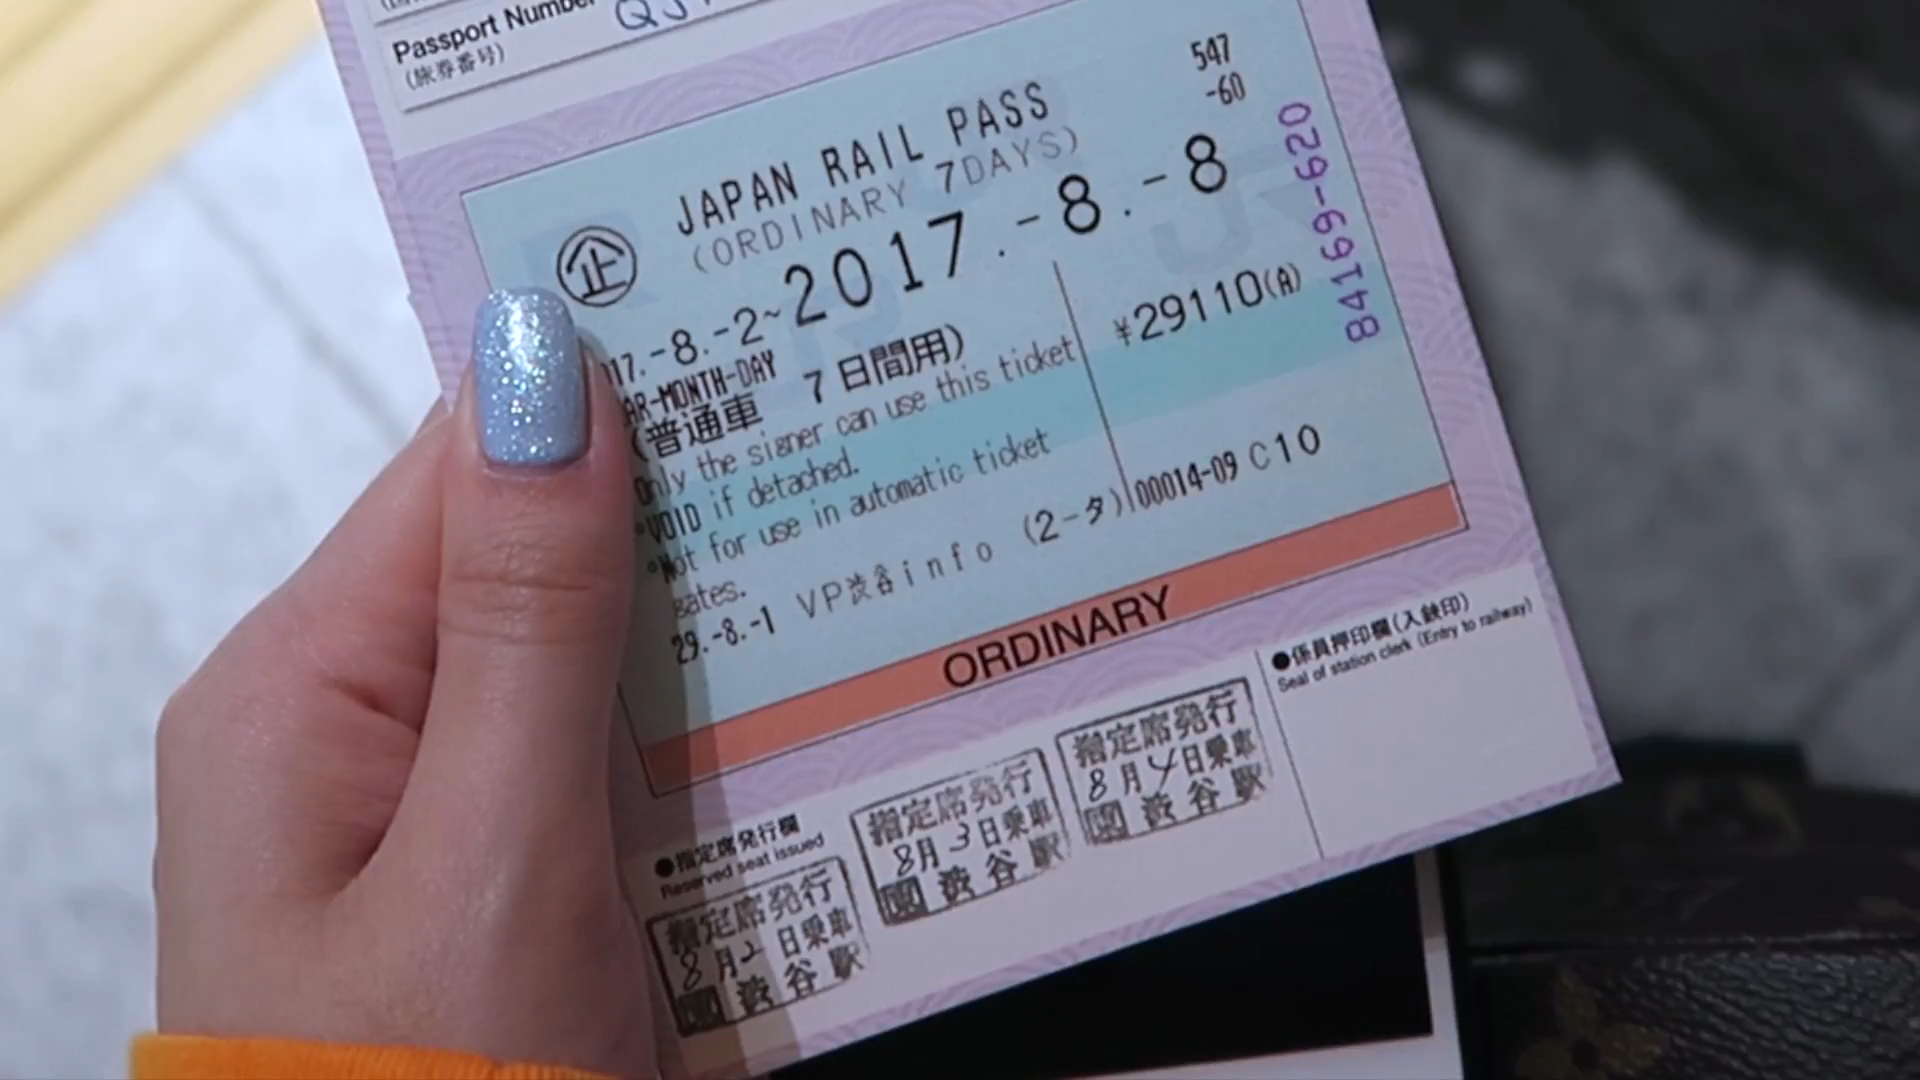 Passport Number
(旅券番号)
547
-60
JAPAN RAIL PASS
(ORDINARY 7DAYS)
企
17.-8.-2~2017.-8.-8
AR-MONTH-DAY
(普通車 7日間用)
¥29110(A)
Only the signer can use this ticket
°VOID if detached.
°Not for use in automatic ticket
gates.
29.-8.-1 VP渋谷info (2-タ)
00014-09 C10
84169-6620
ORDINARY
●係員押印欄(入鋏印)
Seal of station clerk (Entry to railway)
●指定席発行欄
Reserved seat issued
指定席発行
8月2日乗車
渋谷駅
指定席発行
8月3日乗車
渋谷駅
指定席発行
8月4日乗車
渋谷駅